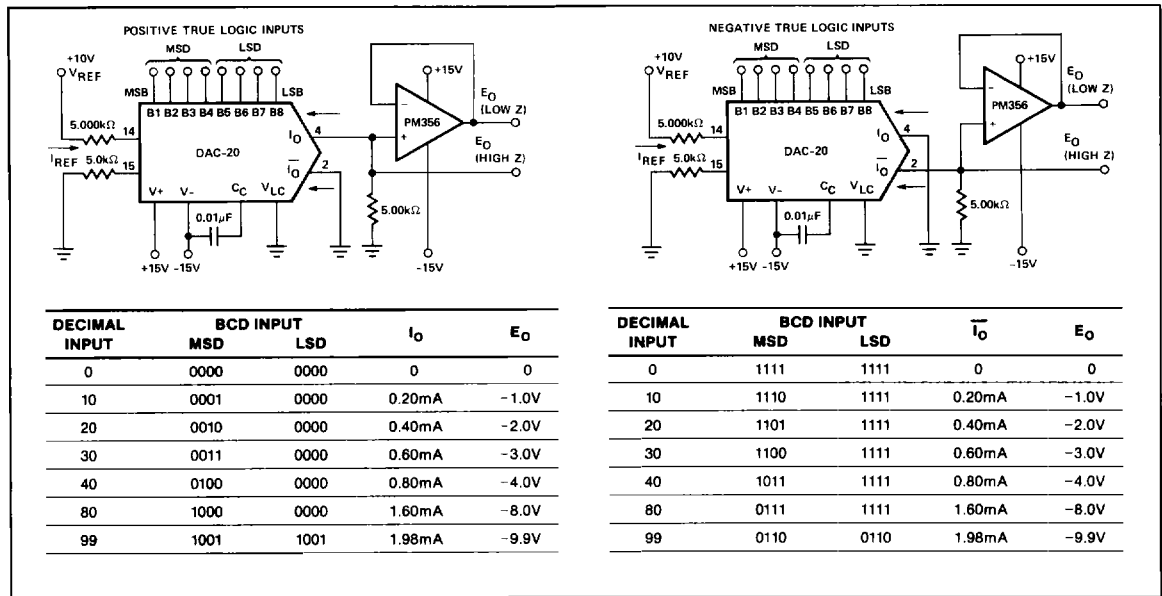 POSITIVE TRUE LOGIC INPUTS
MSD LSD
+10V
VREF
MSB LSB
B1 B2 B3 B4 B5 B6 B7 B8
5.000kΩ 14
IREF 5.0kΩ 15
DAC-20
IO 4
IO 2
V+ V- CC VLC
0.01μF
+15V -15V
+15V
-
+
PM356
EO
(LOW Z)
EO
(HIGH Z)
5.00kΩ
-15V
NEGATIVE TRUE LOGIC INPUTS
MSD LSD
+10V
VREF
MSB LSB
B1 B2 B3 B4 B5 B6 B7 B8
5.000kΩ 14
IREF 5.0kΩ 15
DAC-20
IO 4
IO 2
V+ V- CC VLC
0.01μF
+15V -15V
+15V
-
+
PM356
EO
(LOW Z)
EO
(HIGH Z)
5.00kΩ
-15V
DECIMAL INPUT BCD INPUT IO EO
MSD LSD
0 0000 0000 0 0
10 0001 0000 0.20mA -1.0V
20 0010 0000 0.40mA -2.0V
30 0011 0000 0.60mA -3.0V
40 0100 0000 0.80mA -4.0V
80 1000 0000 1.60mA -8.0V
99 1001 1001 1.98mA -9.9V
DECIMAL INPUT BCD INPUT IO EO
MSD LSD
0 1111 1111 0 0
10 1110 1111 0.20mA -1.0V
20 1101 1111 0.40mA -2.0V
30 1100 1111 0.60mA -3.0V
40 1011 1111 0.80mA -4.0V
80 0111 1111 1.60mA -8.0V
99 0110 0110 1.98mA -9.9V